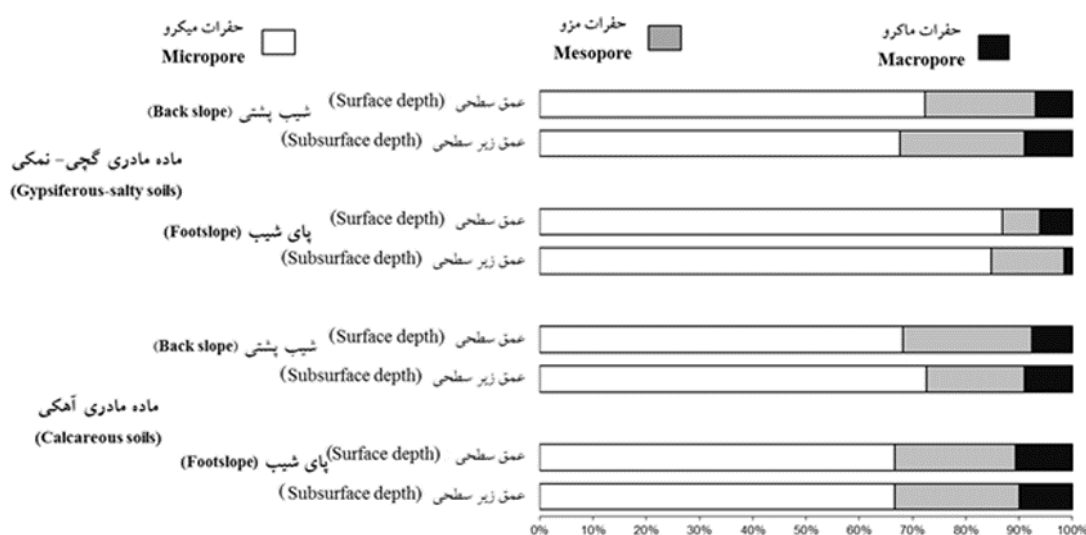 حفرات میکرو
Micropore
حفرات مزو
Mesopore
حفرات ماکرو
Macropore
عمق سطحی (Surface depth)
شیب پشتی (Back slope)
عمق زیر سطحی (Subsurface depth)
ماده مادری گچی- نمکی
(Gypsiferous-salty soils)
عمق سطحی (Surface depth)
پای شیب (Footslope)
عمق زیر سطحی (Subsurface depth)
عمق سطحی (Surface depth)
شیب پشتی (Back slope)
عمق زیر سطحی (Subsurface depth)
ماده مادری آهکی
(Calcareous soils)
عمق سطحی (Surface depth)
پای شیب (Footslope)
عمق زیر سطحی (Subsurface depth)
0% 10% 20% 30% 40% 50% 60% 70% 80% 90% 100%